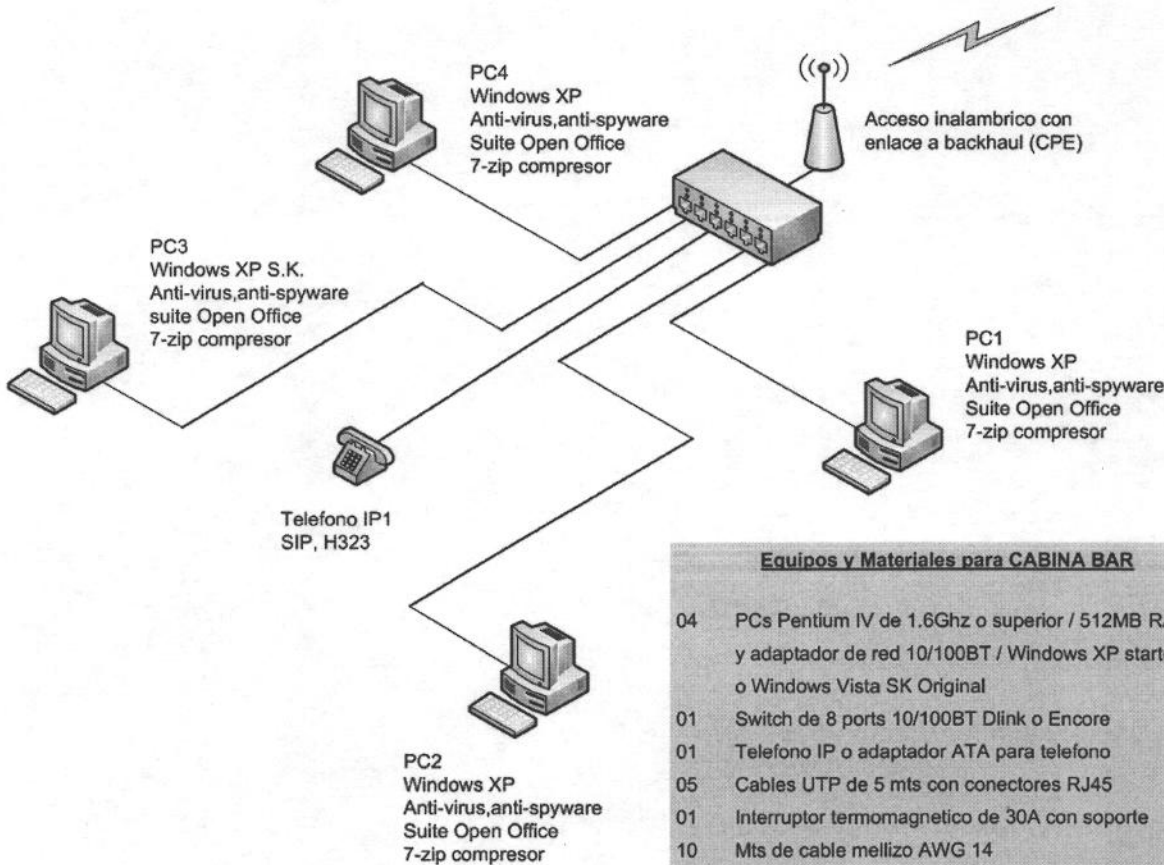 PC4
Windows XP
Anti-virus,anti-spyware
Suite Open Office
7-zip compresor
Acceso inalambrico con
enlace a backhaul (CPE)
PC3
Windows XP S.K.
Anti-virus,anti-spyware
suite Open Office
7-zip compresor
PC1
Windows XP
Anti-virus,anti-spyware
Suite Open Office
7-zip compresor
Telefono IP1
SIP, H323
PC2
Windows XP
Anti-virus,anti-spyware
Suite Open Office
7-zip compresor
Equipos y Materiales para CABINA BAR
04 PCs Pentium IV de 1.6Ghz o superior / 512MB
y adaptador de red 10/100BT / Windows XP
o Windows Vista SK Original
01 Switch de 8 ports 10/100BT Dlink o Encore
01 Telefono IP o adaptador ATA para telefono
05 Cables UTP de 5 mts con conectores RJ45
01 Interruptor termomagnetico de 30A con soporte
10 Mts de cable mellizo AWG 14